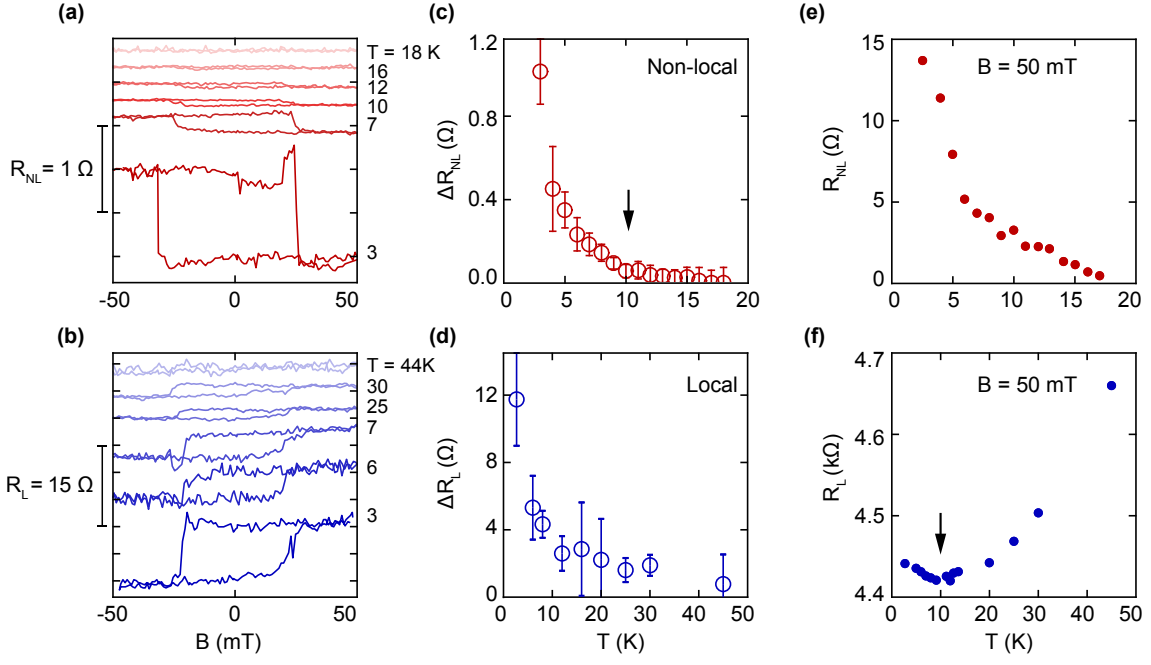 (a)
T = 18 K
16
12
10
7
3
R_NL = 1 Ω
-50
0
50
(b)
T = 44K
30
25
7
6
3
R_L = 15 Ω
-50
0
50
B (mT)
(c)
1.2
0.8
0.4
0.0
ΔR_NL (Ω)
Non-local
0
5
10
15
20
(d)
12
8
4
0
ΔR_L (Ω)
Local
0
10
20
30
40
50
T (K)
(e)
15
10
5
0
R_NL (Ω)
B = 50 mT
0
5
10
15
20
(f)
4.7
4.6
4.5
4.4
R_L (kΩ)
B = 50 mT
0
10
20
30
40
50
T (K)